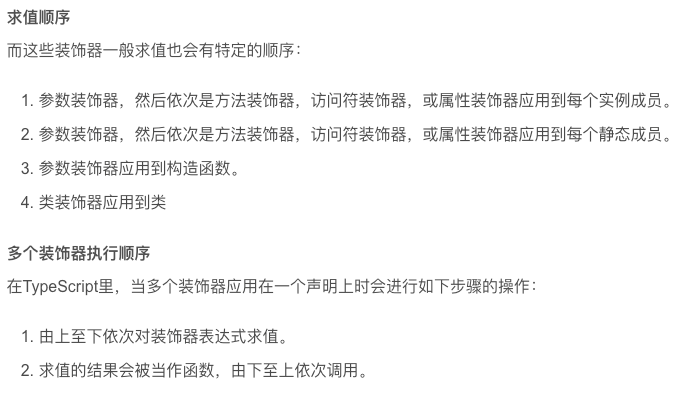 求值顺序
而这些装饰器一般求值也会有特定的顺序：
1. 参数装饰器，然后依次是方法装饰器，访问符装饰器，或属性装饰器应用到每个实例成员。
2. 参数装饰器，然后依次是方法装饰器，访问符装饰器，或属性装饰器应用到每个静态成员。
3. 参数装饰器应用到构造函数。
4. 类装饰器应用到类
多个装饰器执行顺序
在TypeScript里，当多个装饰器应用在一个声明上时会进行如下步骤的操作：
1. 由上至下依次对装饰器表达式求值。
2. 求值的结果会被当作函数，由下至上依次调用。